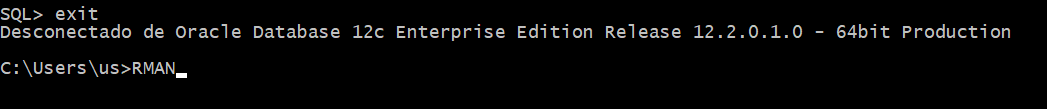 SQL> exit
Desconectado de Oracle Database 12c Enterprise Edition Release 12.2.0.1.0 - 64bit Production
C:\Users\us>RMAN